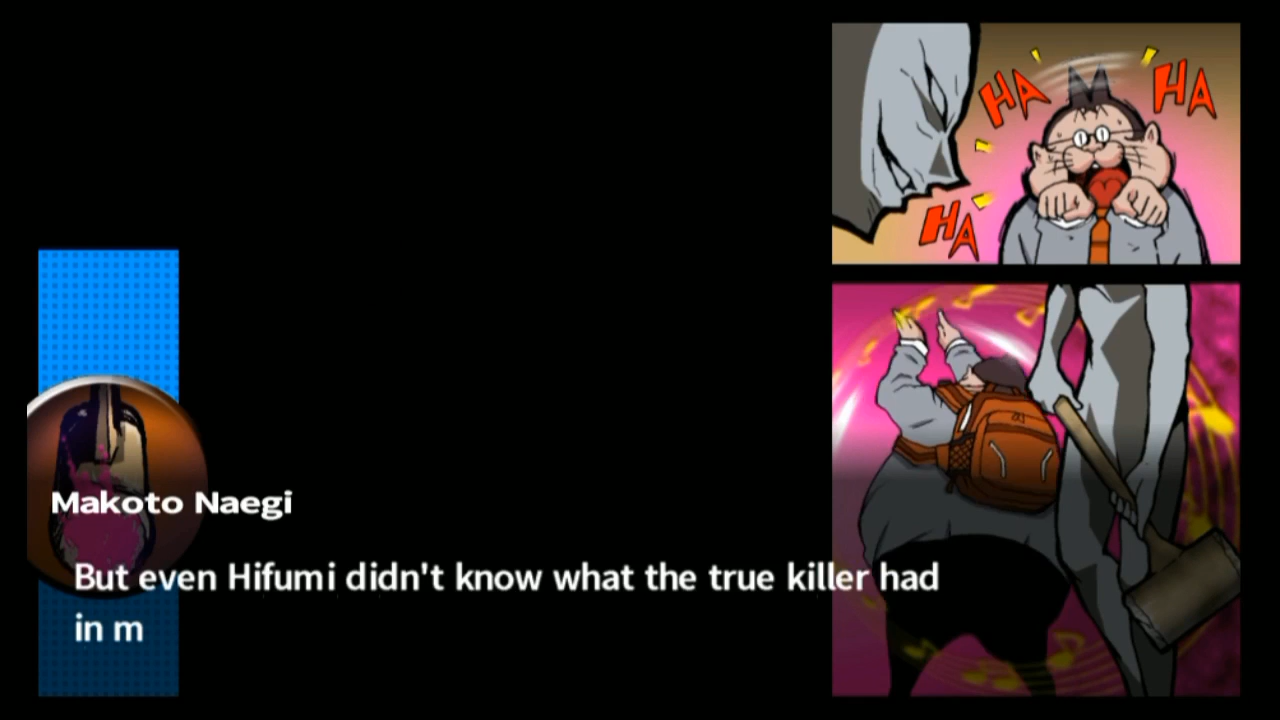 HA
HA
HA
Makoto Naegi
But even Hifumi didn't know what the true killer had
in m